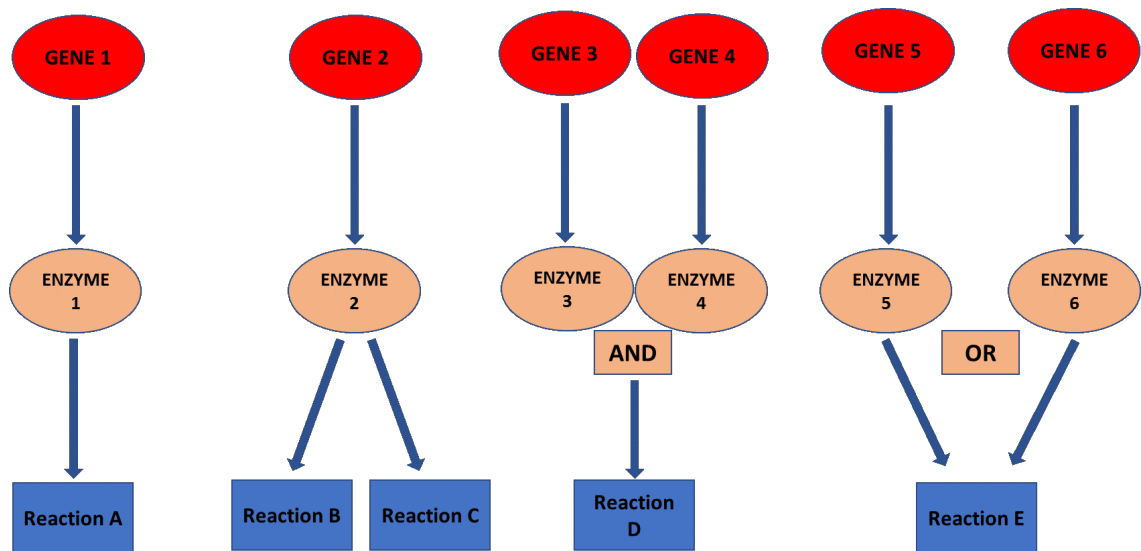 GENE 1
GENE 2
GENE 3
GENE 4
GENE 5
GENE 6
ENZYME
1
ENZYME
2
ENZYME
3
ENZYME
4
ENZYME
5
ENZYME
6
AND
OR
Reaction A
Reaction B
Reaction C
Reaction
D
Reaction E